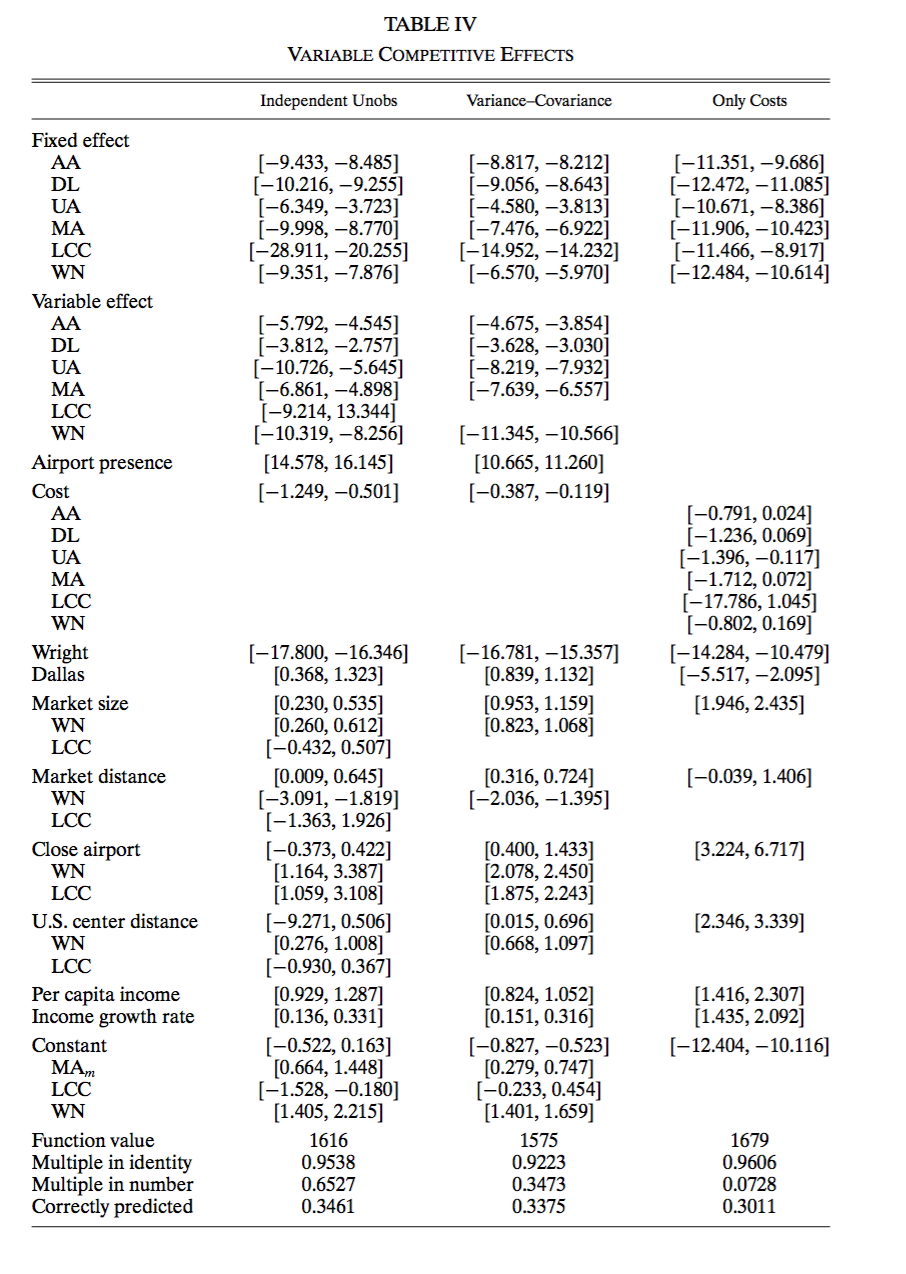 TABLE IV
VARIABLE COMPETITIVE EFFECTS
Independent Unobs Variance–Covariance Only Costs
Fixed effect
AA [−9.433, −8.485] [−8.817, −8.212] [−11.351, −9.686]
DL [−10.216, −9.255] [−9.056, −8.643] [−12.472, −11.085]
UA [−6.349, −3.723] [−4.580, −3.813] [−10.671, −8.386]
MA [−9.998, −8.770] [−7.476, −6.922] [−11.906, −10.423]
LCC [−28.911, −20.255] [−14.952, −14.232] [−11.466, −8.917]
WN [−9.351, −7.876] [−6.570, −5.970] [−12.484, −10.614]
Variable effect
AA [−5.792, −4.545] [−4.675, −3.854]
DL [−3.812, −2.757] [−3.628, −3.030]
UA [−10.726, −5.645] [−8.219, −7.932]
MA [−6.861, −4.898] [−7.639, −6.557]
LCC [−9.214, 13.344]
WN [−10.319, −8.256] [−11.345, −10.566]
Airport presence [14.578, 16.145] [10.665, 11.260]
Cost [−1.249, −0.501] [−0.387, −0.119]
AA [−0.791, 0.024]
DL [−1.236, 0.069]
UA [−1.396, −0.117]
MA [−1.712, 0.072]
LCC [−17.786, 1.045]
WN [−0.802, 0.169]
Wright [−17.800, −16.346] [−16.781, −15.357] [−14.284, −10.479]
Dallas [0.368, 1.323] [0.839, 1.132] [−5.517, −2.095]
Market size [0.230, 0.535] [0.953, 1.159] [1.946, 2.435]
WN [0.260, 0.612] [0.823, 1.068]
LCC [−0.432, 0.507]
Market distance [0.009, 0.645] [0.316, 0.724] [−0.039, 1.406]
WN [−3.091, −1.819] [−2.036, −1.395]
LCC [−1.363, 1.926]
Close airport [−0.373, 0.422] [0.400, 1.433] [3.224, 6.717]
WN [1.164, 3.387] [2.078, 2.450]
LCC [1.059, 3.108] [1.875, 2.243]
U.S. center distance [−9.271, 0.506] [0.015, 0.696] [2.346, 3.339]
WN [0.276, 1.008] [0.668, 1.097]
LCC [−0.930, 0.367]
Per capita income [0.929, 1.287] [0.824, 1.052] [1.416, 2.307]
Income growth rate [0.136, 0.331] [0.151, 0.316] [1.435, 2.092]
Constant [−0.522, 0.163] [−0.827, −0.523] [−12.404, −10.116]
MAm [0.664, 1.448] [0.279, 0.747]
LCC [−1.528, −0.180] [−0.233, 0.454]
WN [1.405, 2.215] [1.401, 1.659]
Function value 1616 1575 1679
Multiple in identity 0.9538 0.9223 0.9606
Multiple in number 0.6527 0.3473 0.0728
Correctly predicted 0.3461 0.3375 0.3011